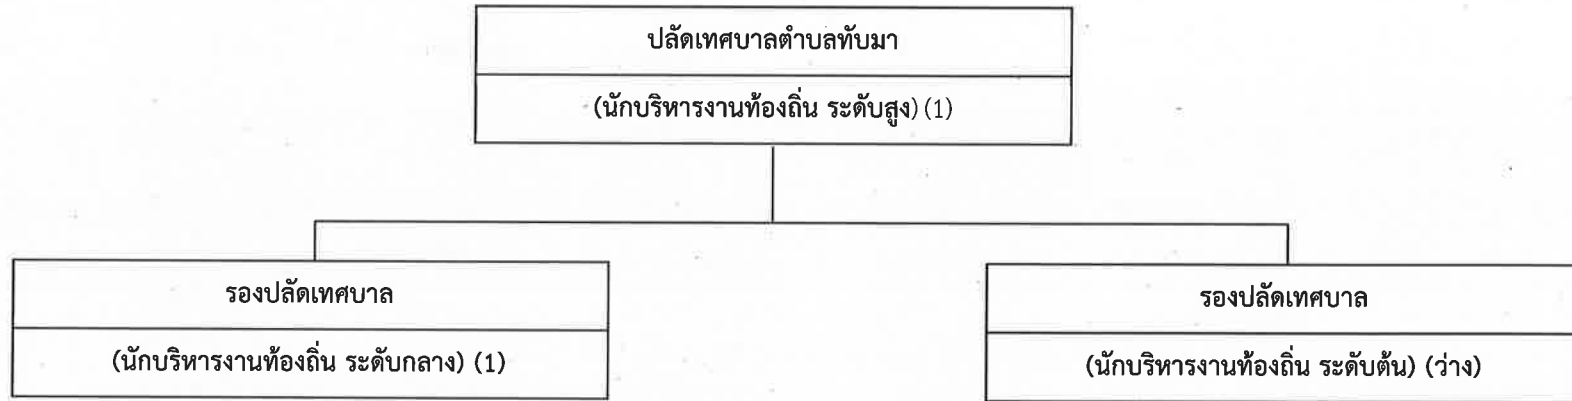 ปลัดเทศบาลตำบลทับมา
(นักบริหารงานท้องถิ่น ระดับสูง) (1)
รองปลัดเทศบาล
(นักบริหารงานท้องถิ่น ระดับกลาง) (1)
รองปลัดเทศบาล
(นักบริหารงานท้องถิ่น ระดับต้น) (ว่าง)